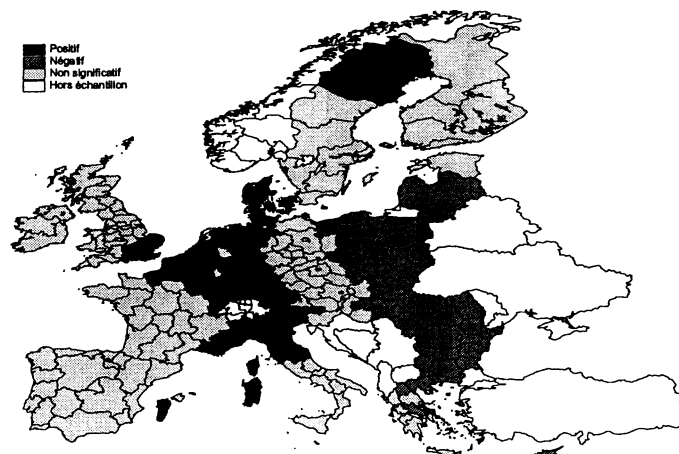 Positif
Négatif
Non significatif
Hors échantillon